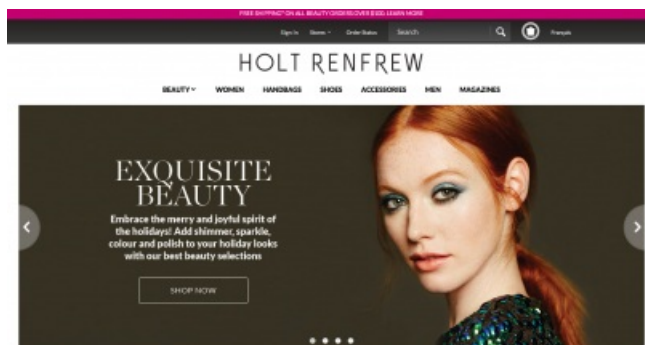 FREE SHIPPING* ON ALL BEAUTY ORDERS OVER $100. LEARN MORE
Sign In Stores Order Status Search Français
HOLT RENFREW
BEAUTY WOMEN HANDBAGS SHOES ACCESSORIES MEN MAGAZINES
EXQUISITE
BEAUTY
Embrace the merry and joyful spirit of
the holidays! Add shimmer, sparkle,
colour and polish to your holiday looks
with our best beauty selections
SHOP NOW